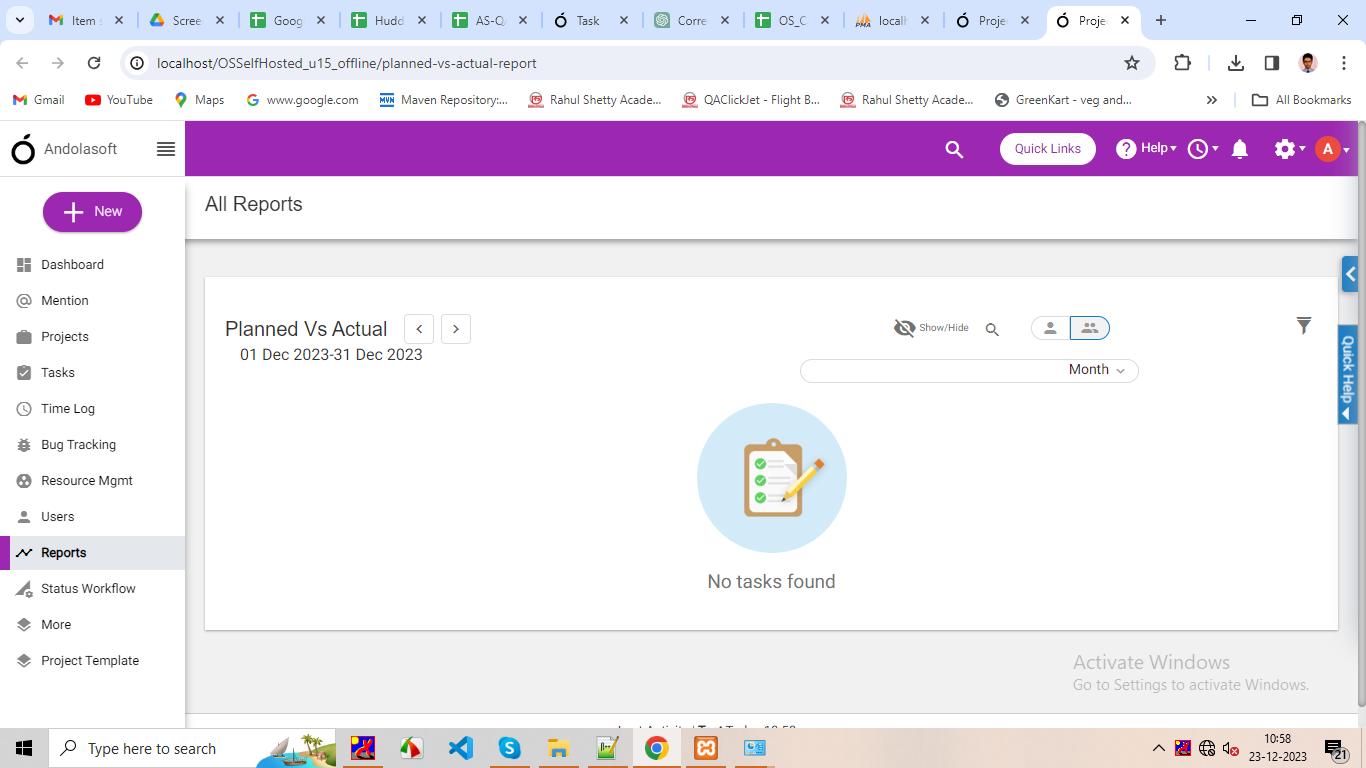 Item s
Scree
Goog
Hudd
AS-Q
Task
Corre
OS_C
localh
Projec
Projec
localhost/OSSelfHosted_u15_offline/planned-vs-actual-report
Gmail
YouTube
Maps
www.google.com
Maven Repository:...
Rahul Shetty Acade...
QAClickJet - Flight B...
Rahul Shetty Acade...
GreenKart - veg and...
All Bookmarks
Andolasoft
Quick Links
Help
A
All Reports
New
Dashboard
Mention
Projects
Tasks
Time Log
Bug Tracking
Resource Mgmt
Users
Reports
Status Workflow
More
Project Template
Planned Vs Actual
01 Dec 2023-31 Dec 2023
Show/Hide
Month
Quick Help
No tasks found
Activate Windows
Go to Settings to activate Windows.
Type here to search
10:58
23-12-2023
21